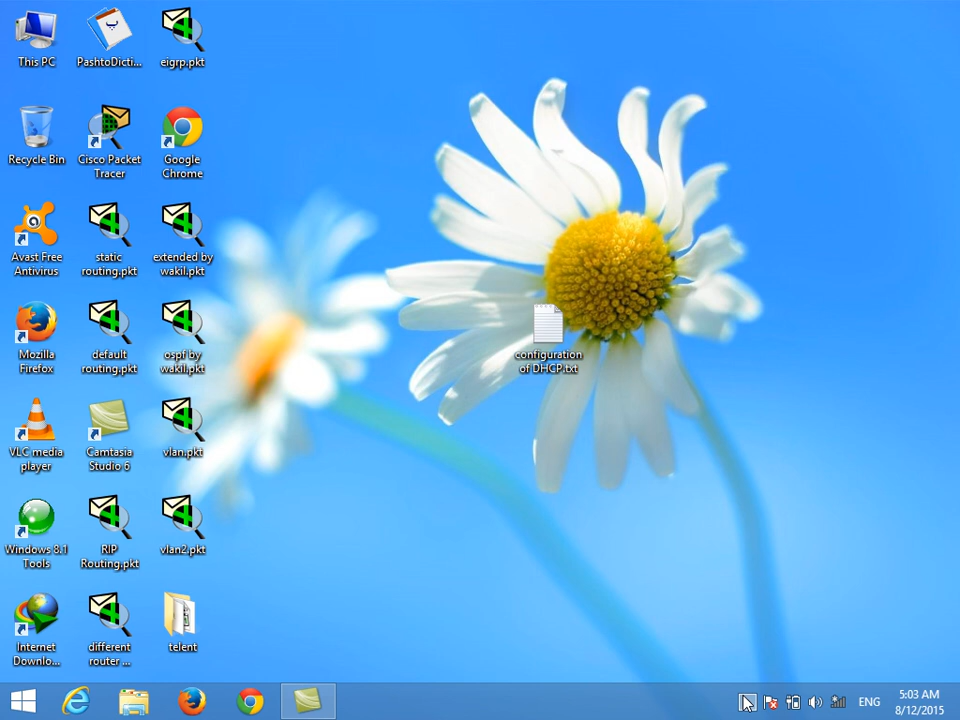 This PC
PashtoDicti...
eigrp.pkt
Recycle Bin
Cisco Packet
Tracer
Google
Chrome
Avast Free
Antivirus
static
routing.pkt
extended by
wakil.pkt
Mozilla
Firefox
default
routing.pkt
ospf by
wakil.pkt
configuration
of DHCP.txt
VLC media
player
Camtasia
Studio 6
vlan.pkt
Windows 8.1
Tools
RIP
Routing.pkt
vlan2.pkt
Internet
Downlo...
different
router ...
telent
ENG
5:03 AM
8/12/2015